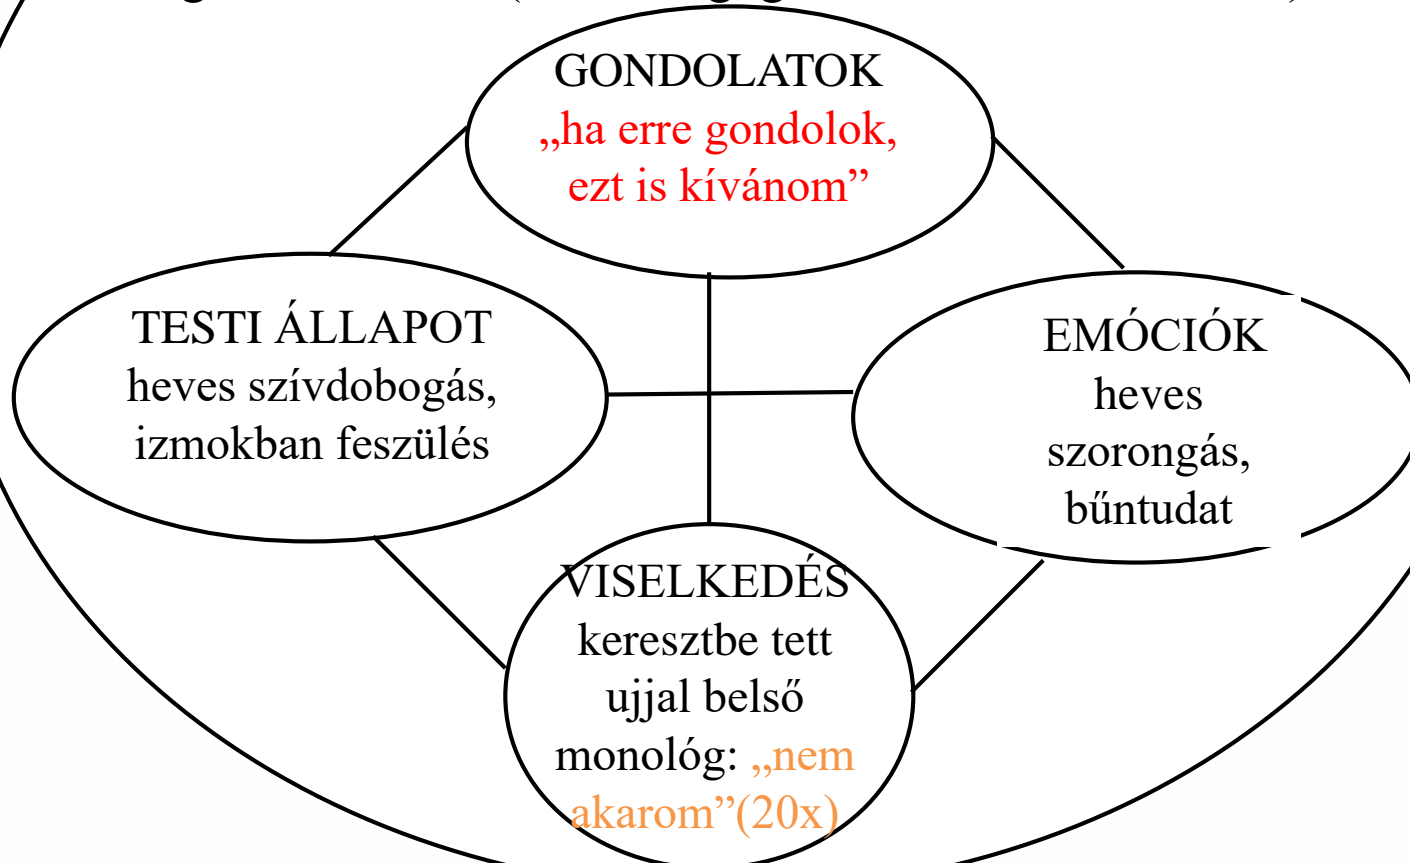 GONDOLATOK
„ha erre gondolok,
ezt is kívánom”
TESTI ÁLLAPOT
heves szívdobogás,
izmokban feszülés
EMÓCIÓK
heves
szorongás,
bűntudat
VISELKEDÉS
keresztbe tett
ujjal belső
monológ: „nem
akarom”(20x)